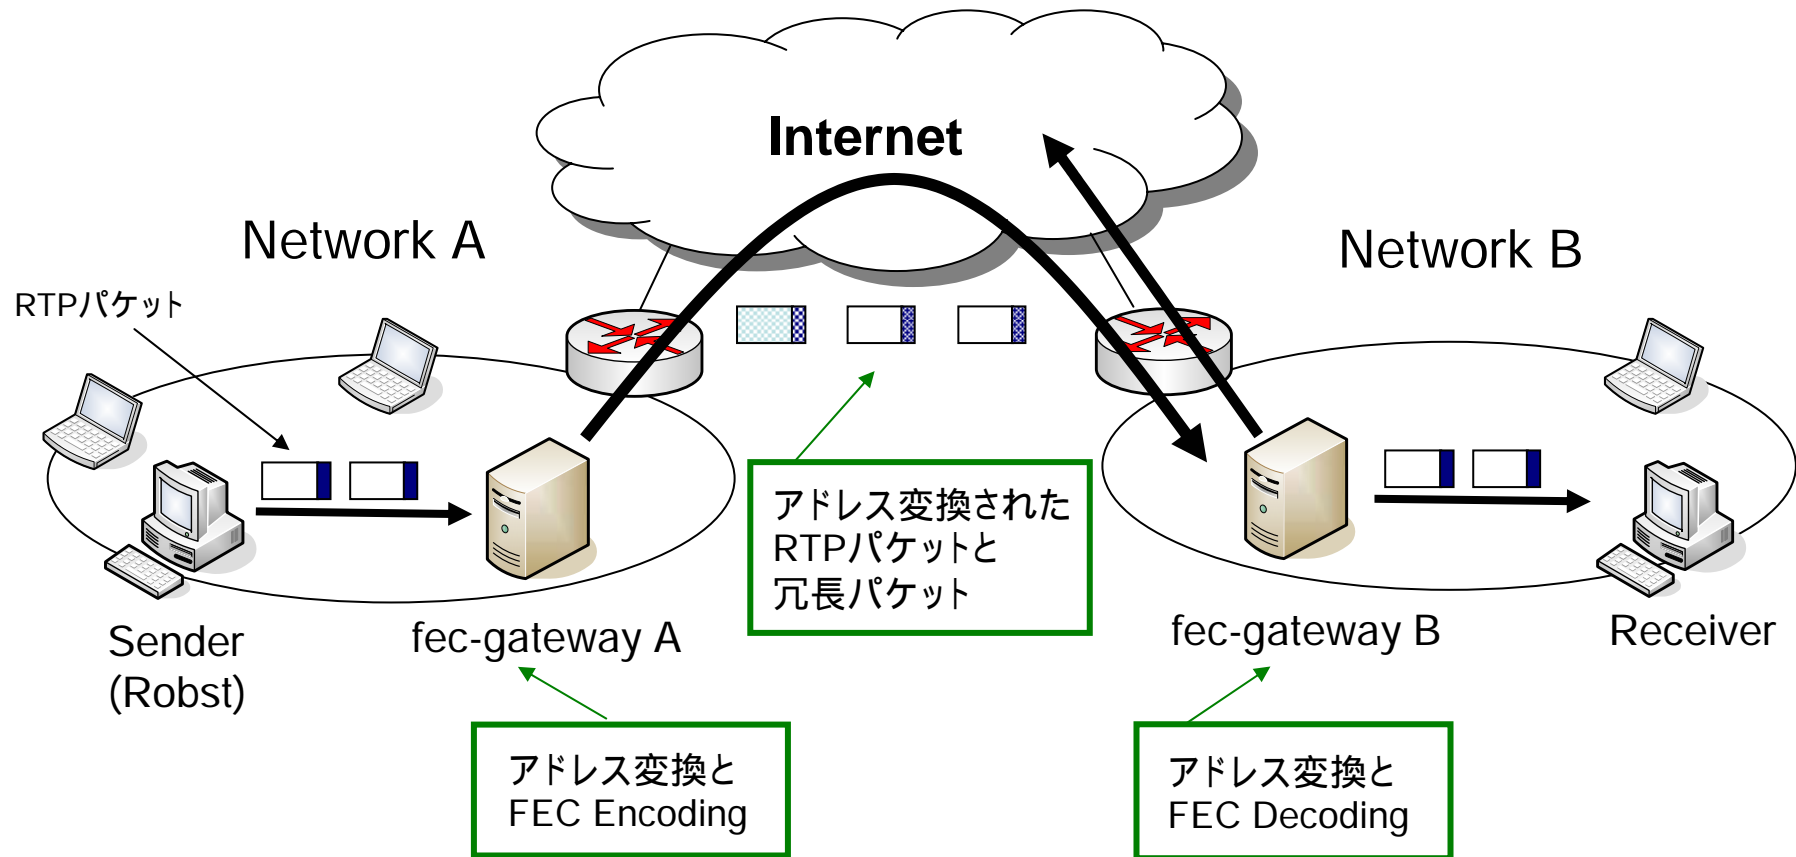 Internet
Network A
Network B
RTPパケット
アドレス変換された
RTPパケットと
冗長パケット
Sender
(Robst)
fec-gateway A
fec-gateway B
Receiver
アドレス変換と
FEC Encoding
アドレス変換と
FEC Decoding